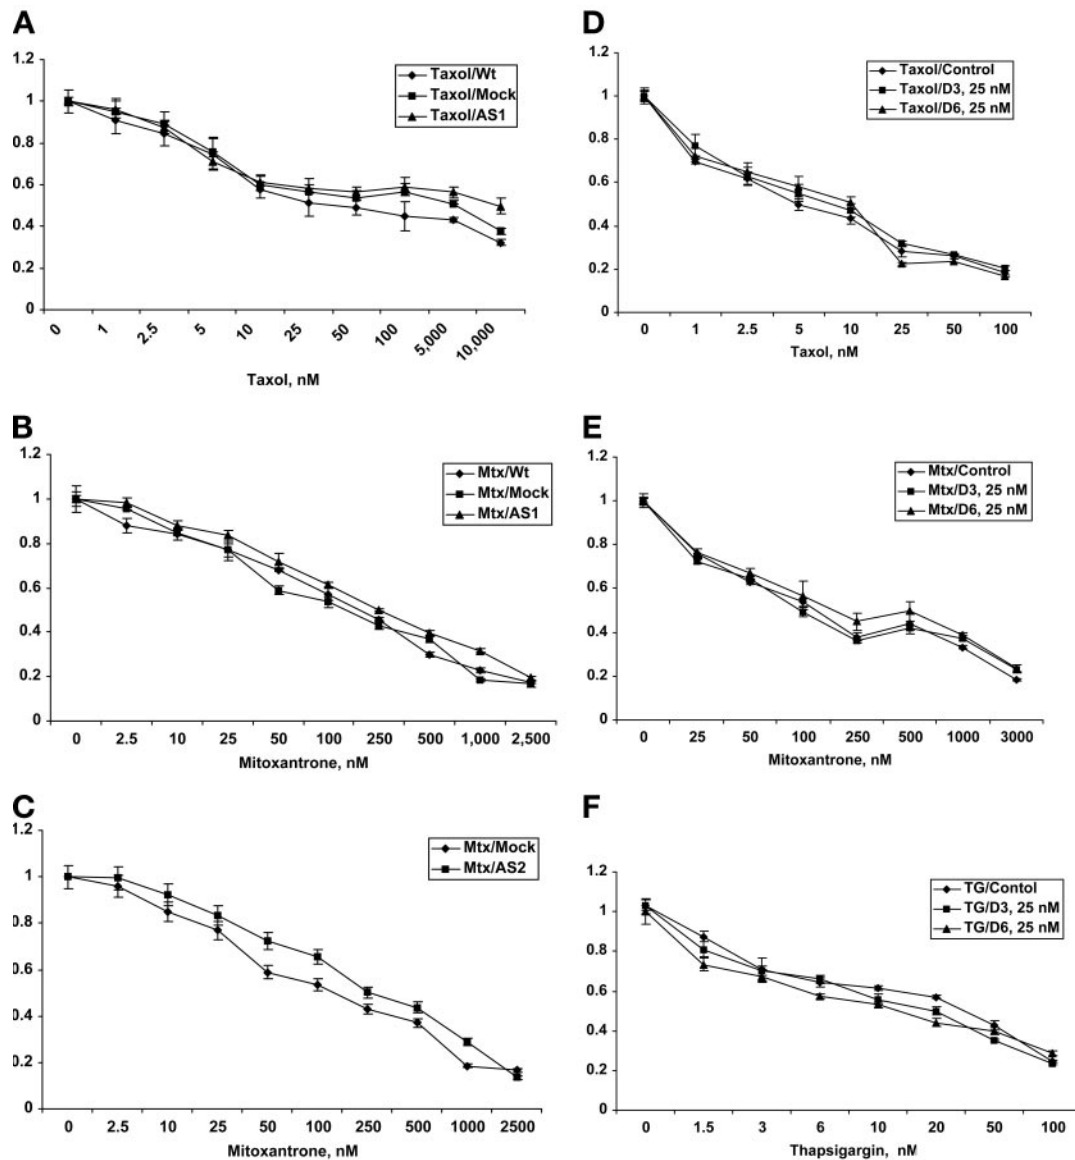 A
1.2
1
0.8
0.6
0.4
0.2
0
Taxol/Wt
Taxol/Mock
Taxol/AS1
0 1 2.5 5 10 25 50 100 5,000 10,000
Taxol, nM
D
1.2
1
0.8
0.6
0.4
0.2
0
Taxol/Control
Taxol/D3, 25 nM
Taxol/D6, 25 nM
0 1 2.5 5 10 25 50 100
Taxol, nM
B
1.2
1
0.8
0.6
0.4
0.2
0
Mtx/Wt
Mtx/Mock
Mtx/AS1
0 2.5 10 25 50 100 250 500 1,000 2,500
Mitoxantrone, nM
E
1.2
1
0.8
0.6
0.4
0.2
0
Mtx/Control
Mtx/D3, 25 nM
Mtx/D6, 25 nM
0 25 50 100 250 500 1000 3000
Mitoxantrone, nM
C
1.2
1
0.8
0.6
0.4
0.2
0
Mtx/Mock
Mtx/AS2
0 2.5 10 25 50 100 250 500 1000 2500
Mitoxantrone, nM
F
1.2
1
0.8
0.6
0.4
0.2
0
TG/Contol
TG/D3, 25 nM
TG/D6, 25 nM
0 1.5 3 6 10 20 50 100
Thapsigargin, nM